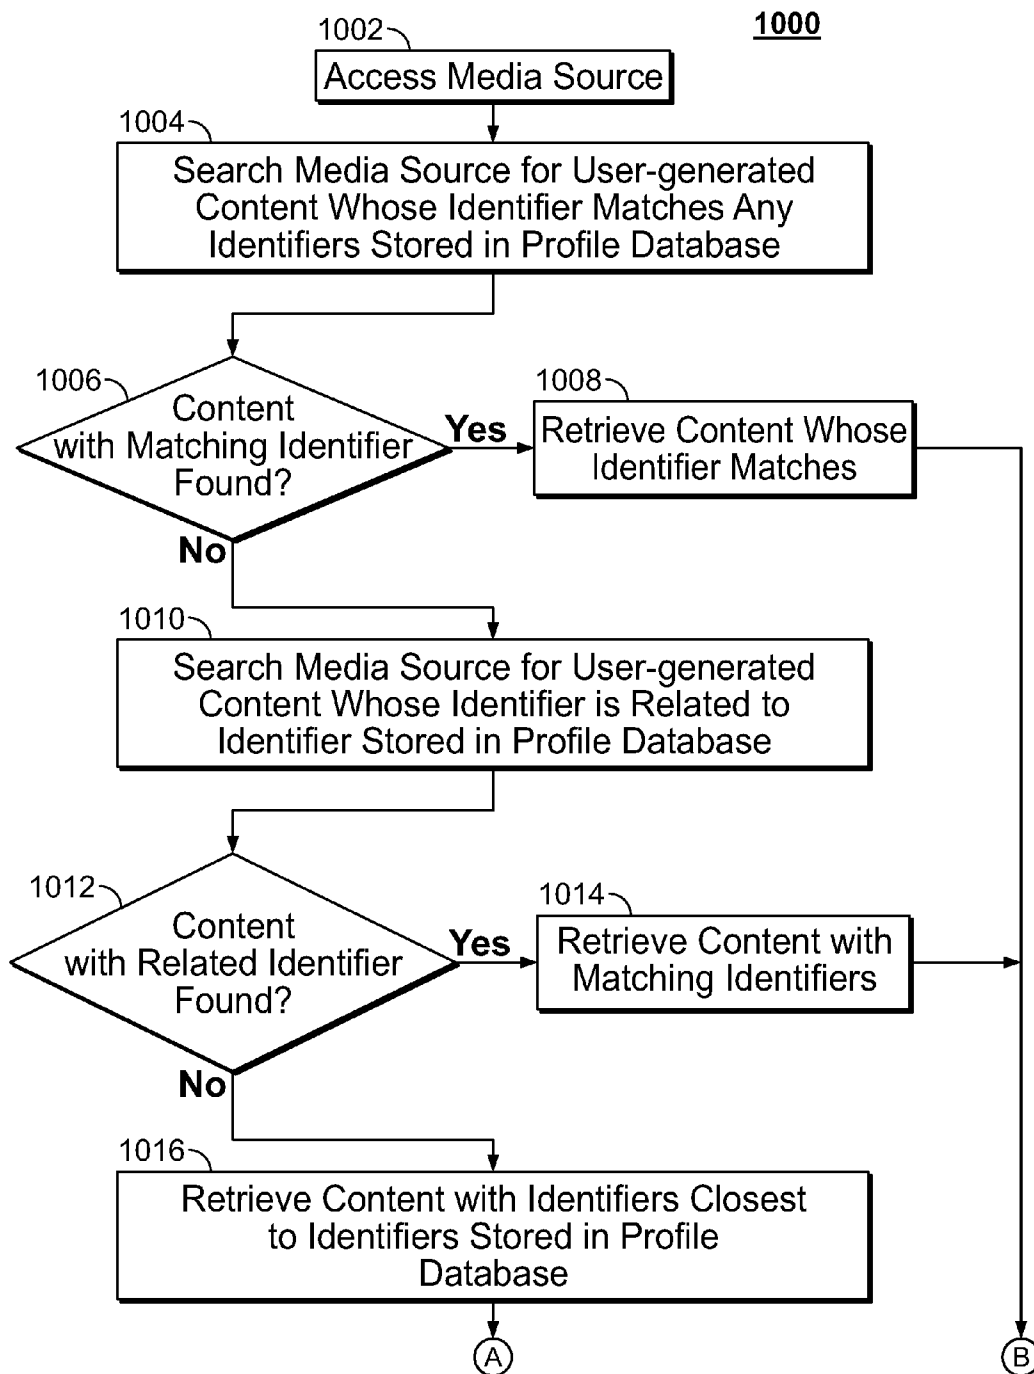 1000
1002
Access Media Source
1004
Search Media Source for User-generated
Content Whose Identifier Matches Any
Identifiers Stored in Profile Database
1006
Content
with Matching Identifier
Found?
Yes
1008
Retrieve Content Whose
Identifier Matches
No
1010
Search Media Source for User-generated
Content Whose Identifier is Related to
Identifier Stored in Profile Database
1012
Content
with Related Identifier
Found?
Yes
1014
Retrieve Content with
Matching Identifiers
No
1016
Retrieve Content with Identifiers Closest
to Identifiers Stored in Profile
Database
A
B